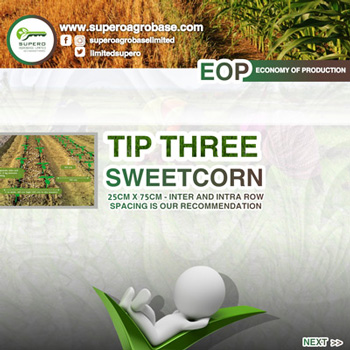 www.superoagrobase.com
superoagrobaselimited
limitedsupero
SUPERO
EOP ECONOMY OF PRODUCTION
TIP THREE
SWEETCORN
25CM X 75CM - INTER AND INTRA ROW
SPACING IS OUR RECOMMENDATION
NEXT